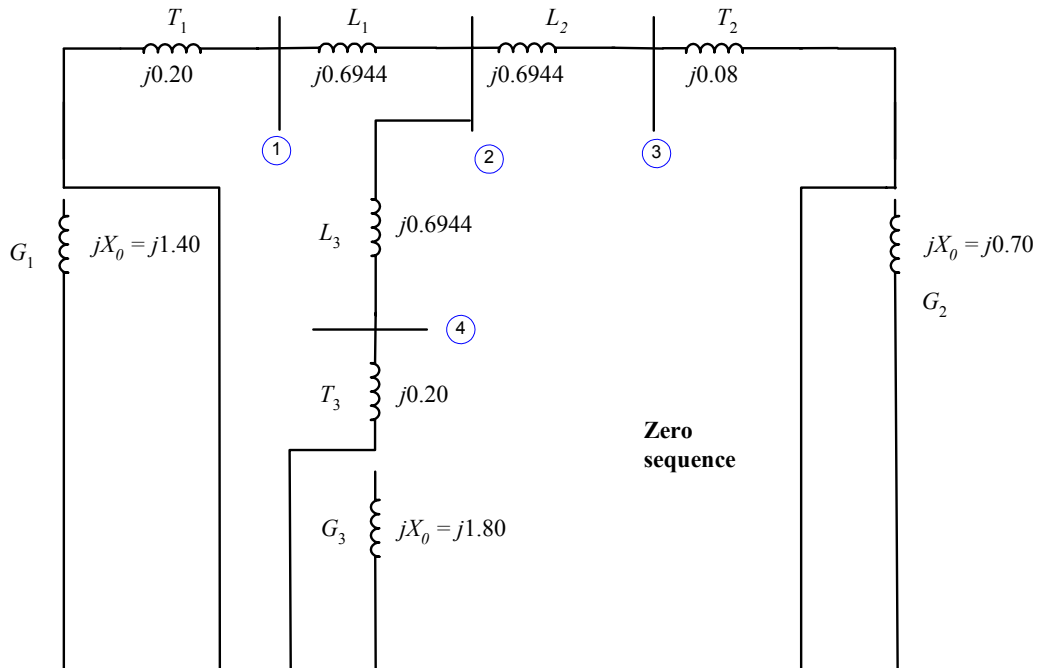 T1 L1 L2 T2
j0.20 j0.6944 j0.6944 j0.08
1 2 3
L3 j0.6944
G1 jX0 = j1.40 jX0 = j0.70
G2
4
T3 j0.20
Zero
sequence
G3 jX0 = j1.80